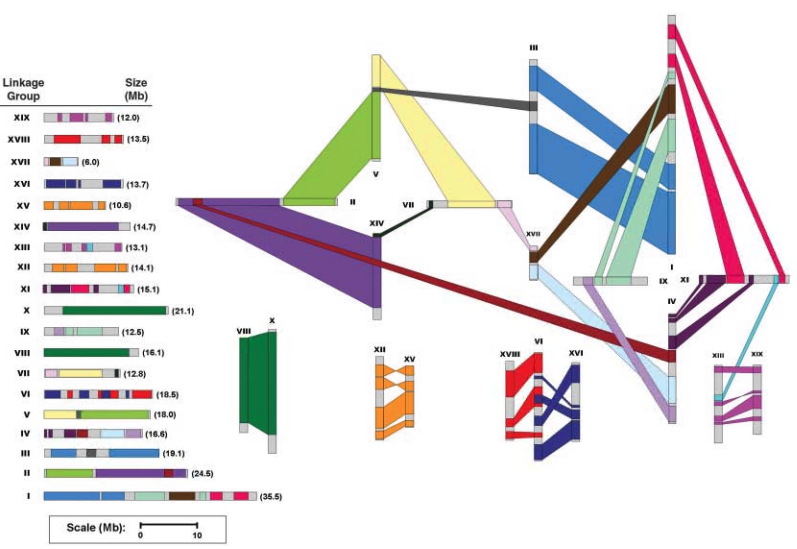 Linkage Size
Group (Mb)
XIX (12.0)
XVIII (13.5)
XVII (6.0)
XVI (13.7)
XV (10.6)
XIV (14.7)
XIII (13.1)
XII (14.1)
XI (15.1)
X (21.1)
IX (12.5)
VIII (16.1)
VII (12.8)
VI (18.5)
V (18.0)
IV (16.6)
III (19.1)
II (24.5)
I (35.5)
Scale (Mb):
0 10
III
V
II
VII
XIV
XVII
I
IX
XI
IV
VIII
X
XII
XV
XVIII
VI
XVI
XIII
XIX